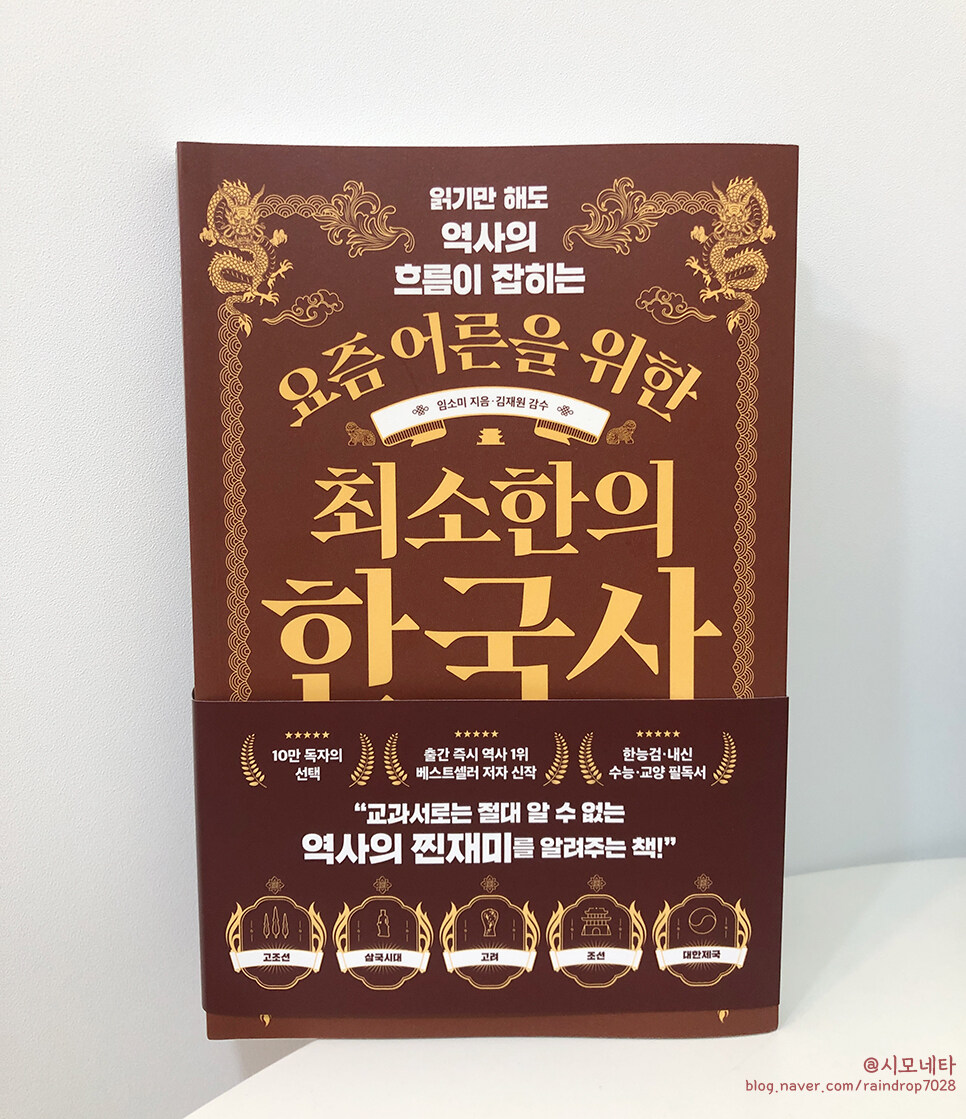 읽기만 해도
역사의
흐름이 잡히는
요즘 어른을 위한
임소미 지음·김재원 감수
최소한의
한국사
10만 독자의
선택
출간 즉시 역사 1위
베스트셀러 저자 신작
한능검·내신
수능·교양 필독서
“교과서로는 절대 알 수 없는
역사의 찐재미를 알려주는 책!”
고조선
삼국시대
고려
조선
대한제국
@시모네타
blog.naver.com/raindrop7028